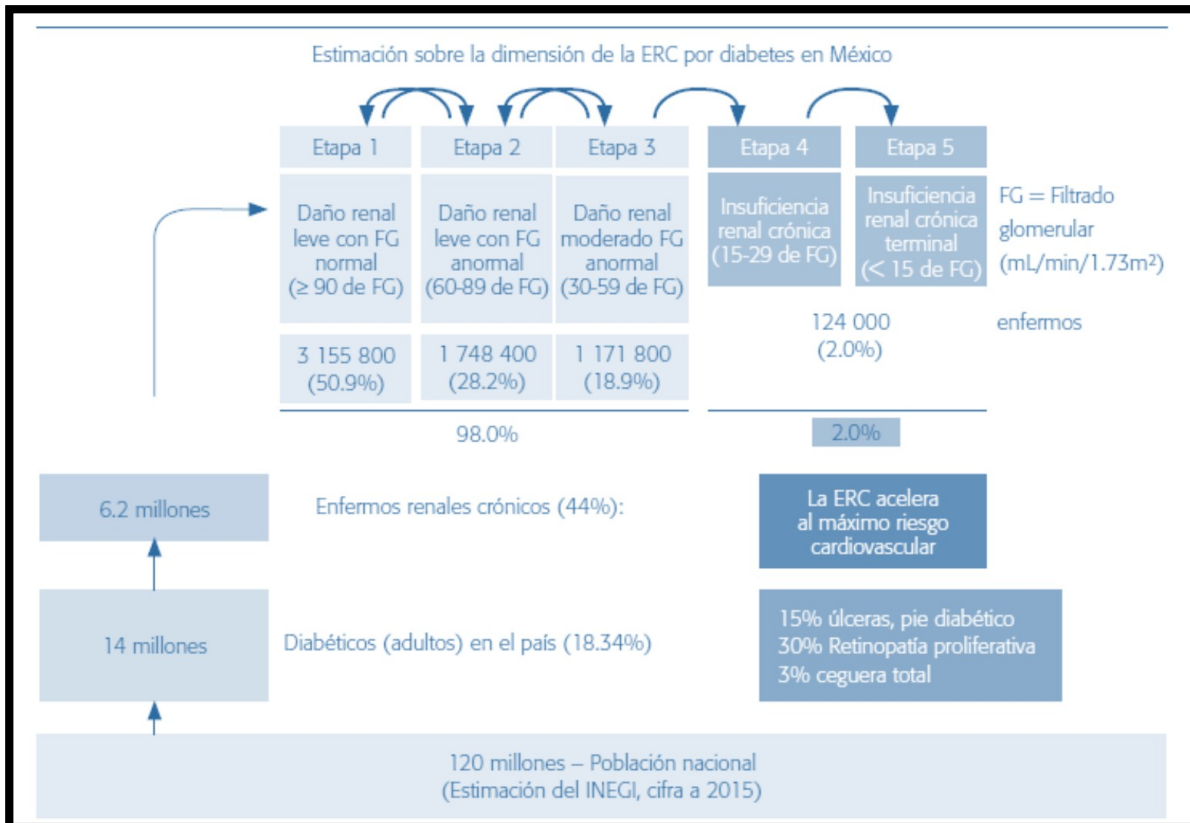 Estimación sobre la dimensión de la ERC por diabetes en México
Etapa 1
Etapa 2
Etapa 3
Etapa 4
Etapa 5
Daño renal
leve con FG
normal
(≥ 90 de FG)
Daño renal
leve con FG
anormal
(60-89 de FG)
Daño renal
moderado FG
anormal
(30-59 de FG)
Insuficiencia
renal crónica
(15-29 de FG)
Insuficiencia
renal crónica
terminal
(< 15 de FG)
FG = Filtrado
glomerular
(mL/min/1.73m²)
3 155 800
(50.9%)
1 748 400
(28.2%)
1 171 800
(18.9%)
124 000
(2.0%)
enfermos
98.0%
2.0%
6.2 millones
Enfermos renales crónicos (44%):
La ERC acelera
al máximo riesgo
cardiovascular
14 millones
Diabéticos (adultos) en el país (18.34%)
15% úlceras, pie diabético
30% Retinopatía proliferativa
3% ceguera total
120 millones – Población nacional
(Estimación del INEGI, cifra a 2015)